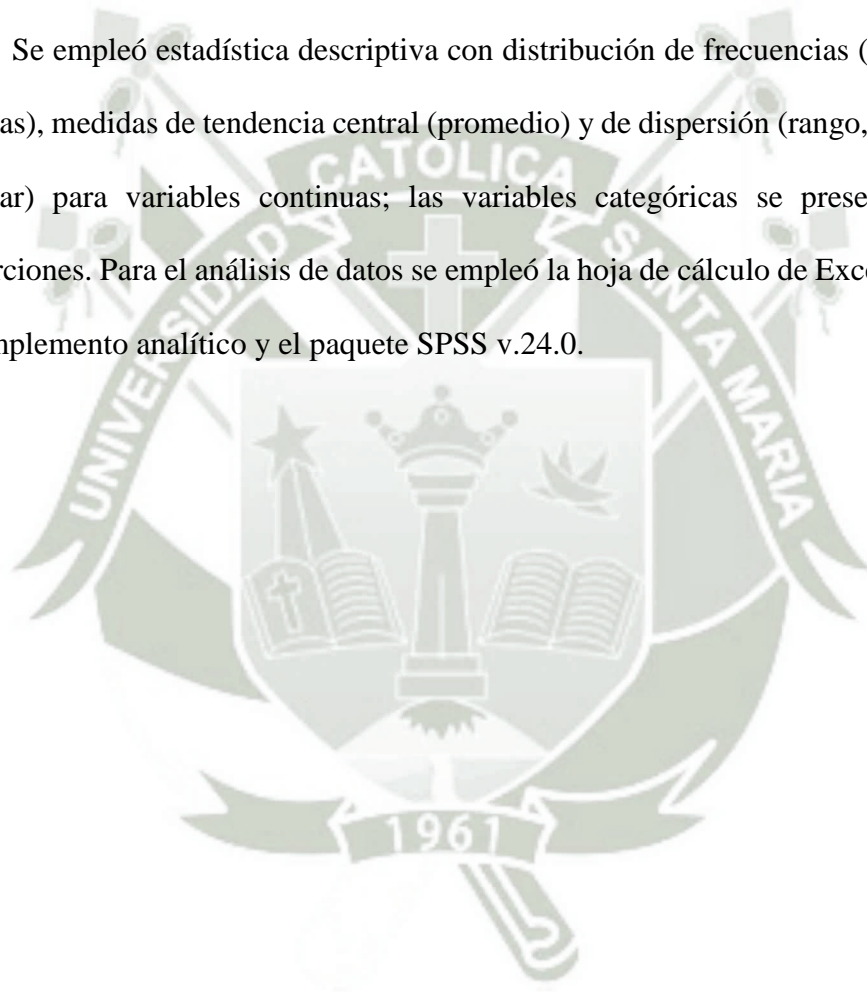 Se empleó estadística descriptiva con distribución de frecuencias (
as), medidas de tendencia central (promedio) y de dispersión (rango,
ar) para variables continuas; las variables categóricas se prese
rciones. Para el análisis de datos se empleó la hoja de cálculo de Exc
mplemento analítico y el paquete SPSS v.24.0.
UNIVERSIDAD CATÓLICA SANTA MARIA
1961